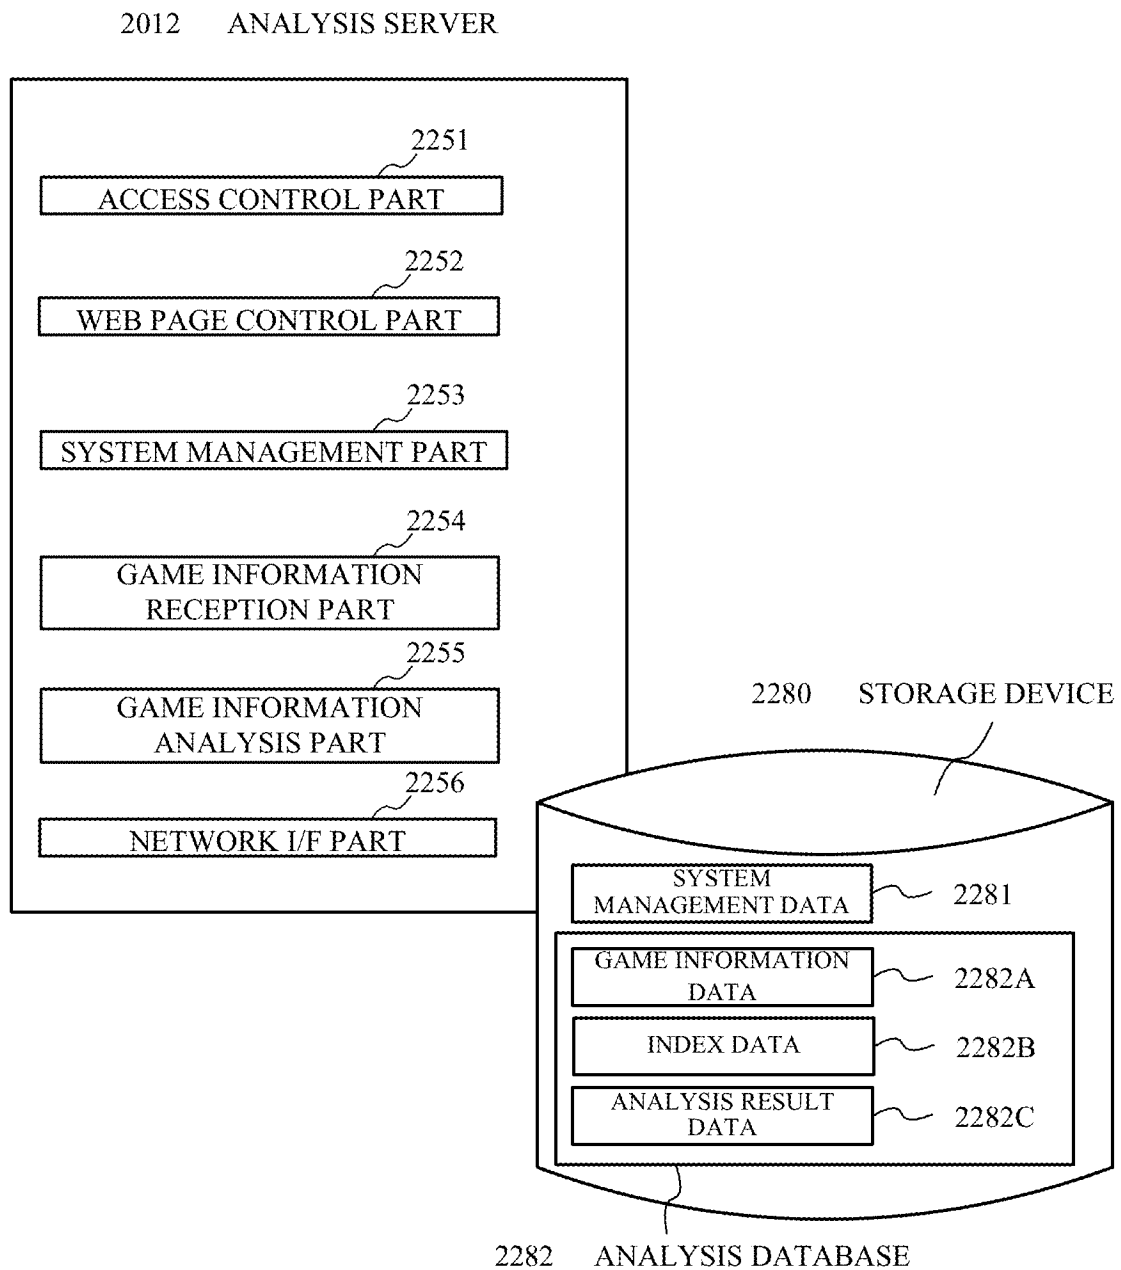 2012 ANALYSIS SERVER
2251
ACCESS CONTROL PART
2252
WEB PAGE CONTROL PART
2253
SYSTEM MANAGEMENT PART
2254
GAME INFORMATION
RECEPTION PART
2255
GAME INFORMATION
ANALYSIS PART
2256
NETWORK I/F PART
2280 STORAGE DEVICE
SYSTEM
MANAGEMENT DATA
2281
GAME INFORMATION
DATA
2282A
INDEX DATA
2282B
ANALYSIS RESULT
DATA
2282C
2282 ANALYSIS DATABASE